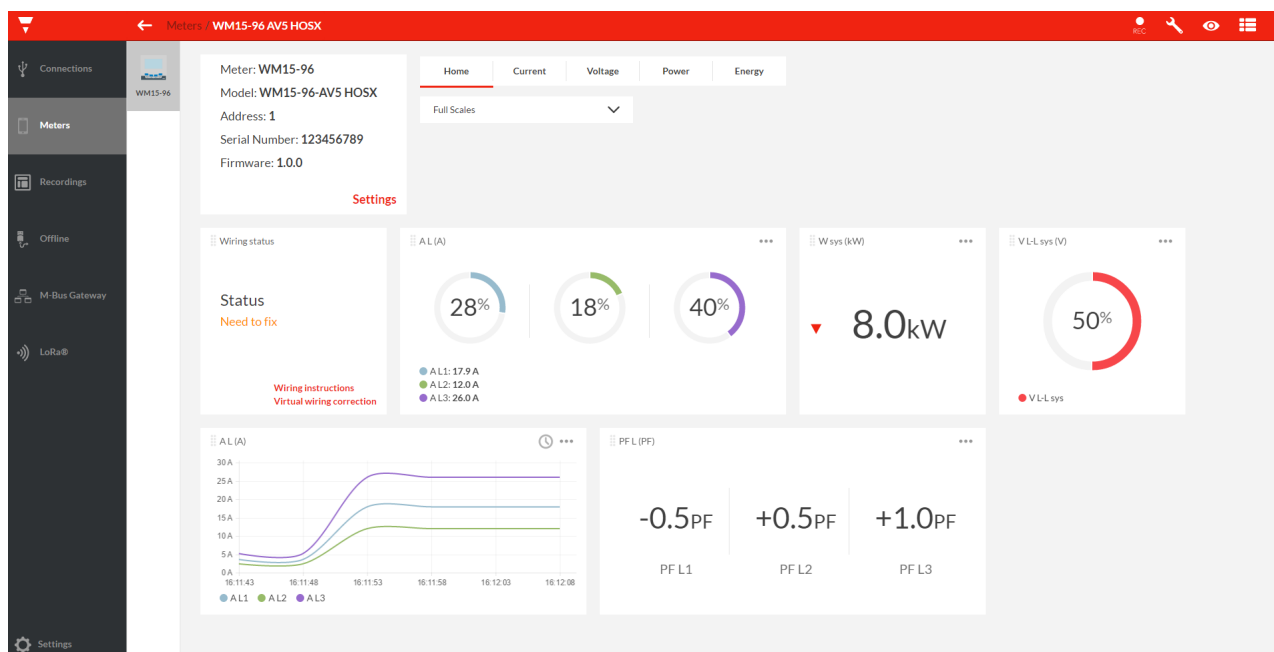 Meters / WM15-96 AV5 HOSX
REC
Connections
Meters
Recordings
Offline
M-Bus Gateway
LoRa®
Settings
WM15-96
Meter: WM15-96
Model: WM15-96-AV5 HOSX
Address: 1
Serial Number: 123456789
Firmware: 1.0.0
Settings
Home Current Voltage Power Energy
Full Scales
Wiring status
Status
Need to fix
Wiring instructions
Virtual wiring correction
A L (A)
28% 18% 40%
A L1: 17.9 A
A L2: 12.0 A
A L3: 26.0 A
W sys (kW)
8.0kW
V L-L sys (V)
50%
V L-L sys
A L (A)
30 A
25 A
20 A
15 A
10 A
5 A
0 A
16:11:43 16:11:48 16:11:53 16:11:58 16:12:03 16:12:08
A L1 A L2 A L3
PF L (PF)
-0.5PF +0.5PF +1.0PF
PF L1 PF L2 PF L3